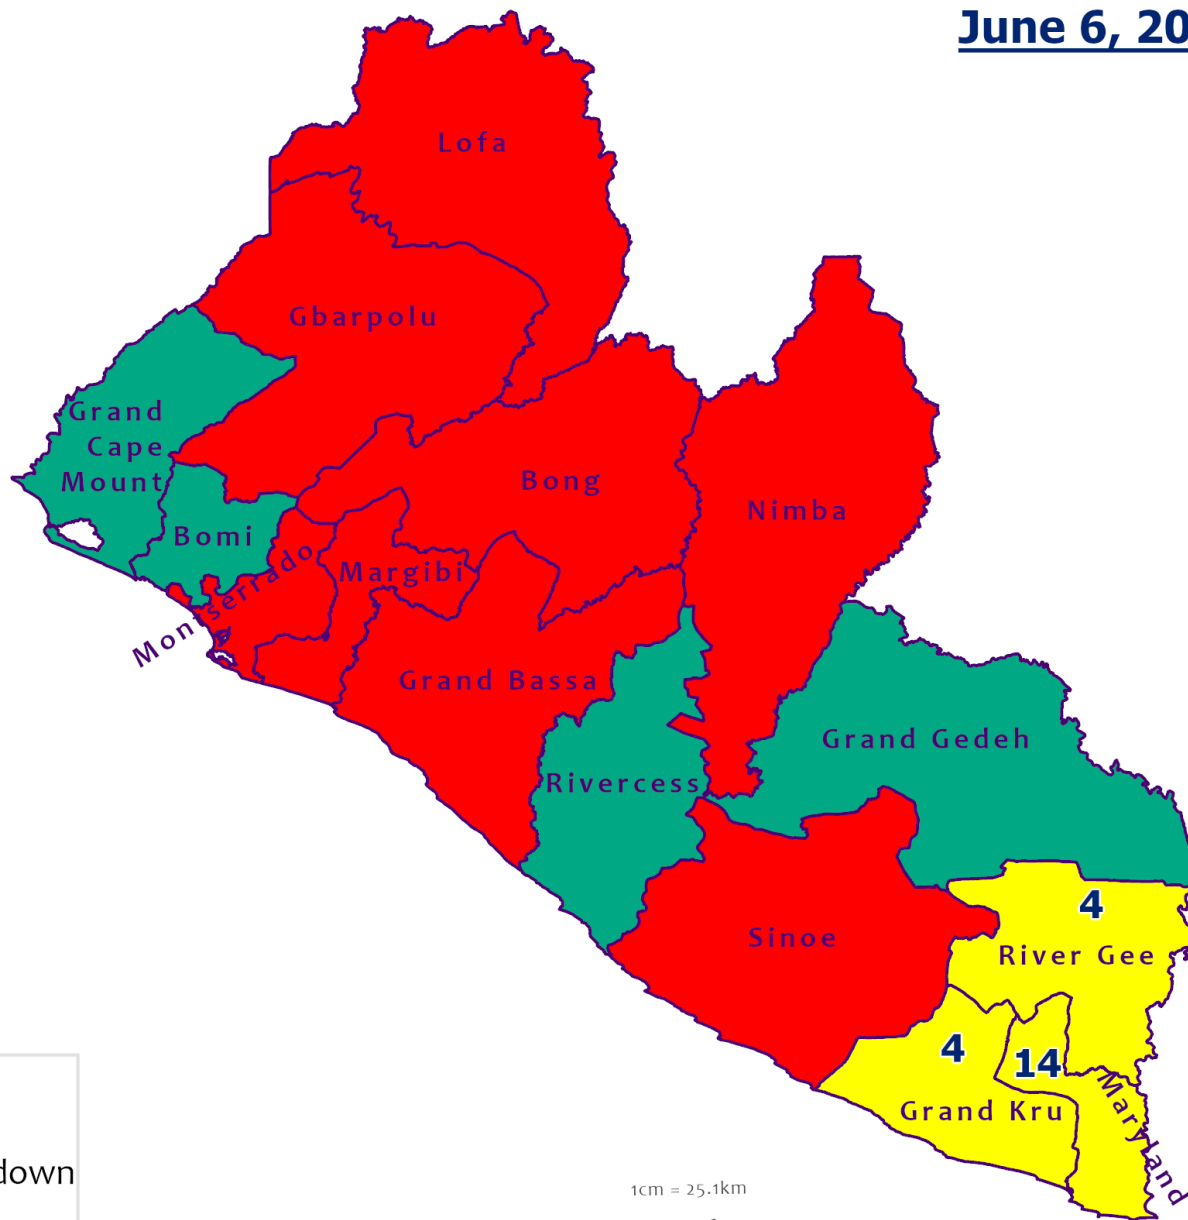 June 6, 20
Lofa
Gbarpolu
Grand
Cape
Mount
Bong
Nimba
Bomi
Margibi
Montserrado
Grand Bassa
Grand Gedeh
Rivercess
4
River Gee
Sinoe
4
14
Grand Kru
Maryland
down
1cm = 25.1km